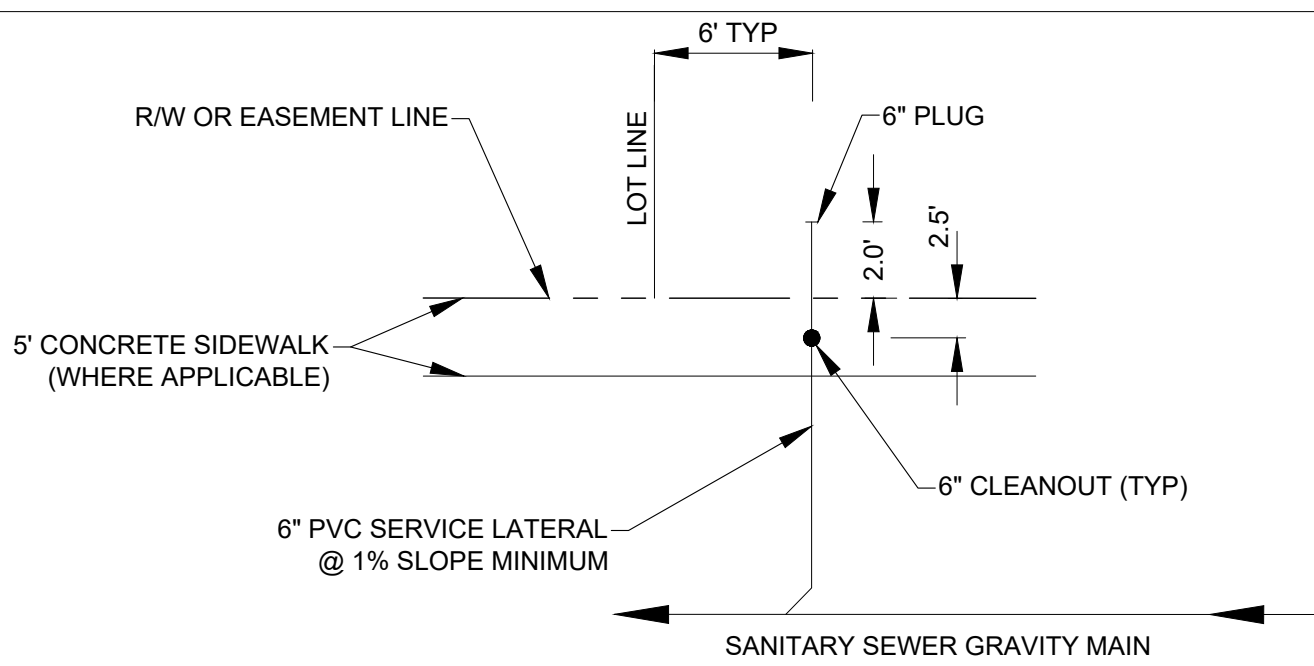 6' TYP
R/W OR EASEMENT LINE
LOT LINE
6" PLUG
2.0'
2.5'
5' CONCRETE SIDEWALK
(WHERE APPLICABLE)
6" CLEANOUT (TYP)
6" PVC SERVICE LATERAL
@ 1% SLOPE MINIMUM
SANITARY SEWER GRAVITY MAIN